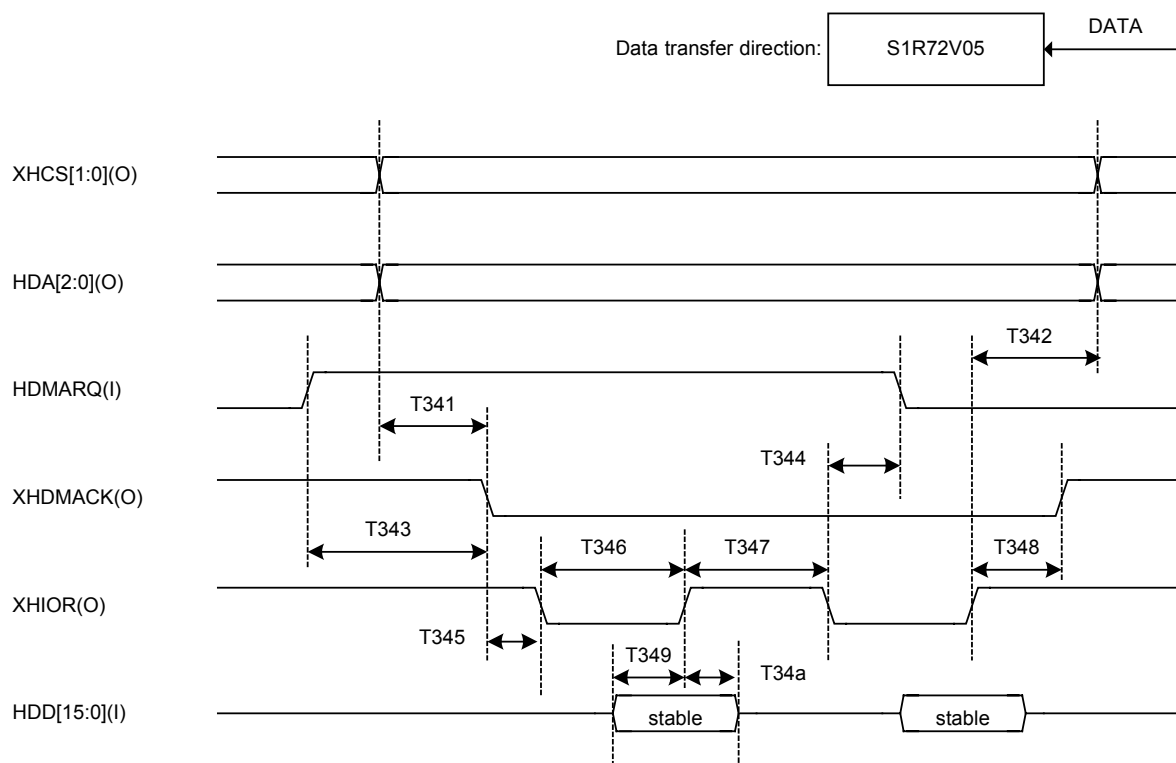 DATA
Data transfer direction: S1R72V05
XHCS[1:0](O)
HDA[2:0](O)
T342
HDMARQ(I)
T341
T344
XHDMACK(O)
T343
T346 T347 T348
XHIOR(O)
T345
T349 T34a
HDD[15:0](I)
stable stable